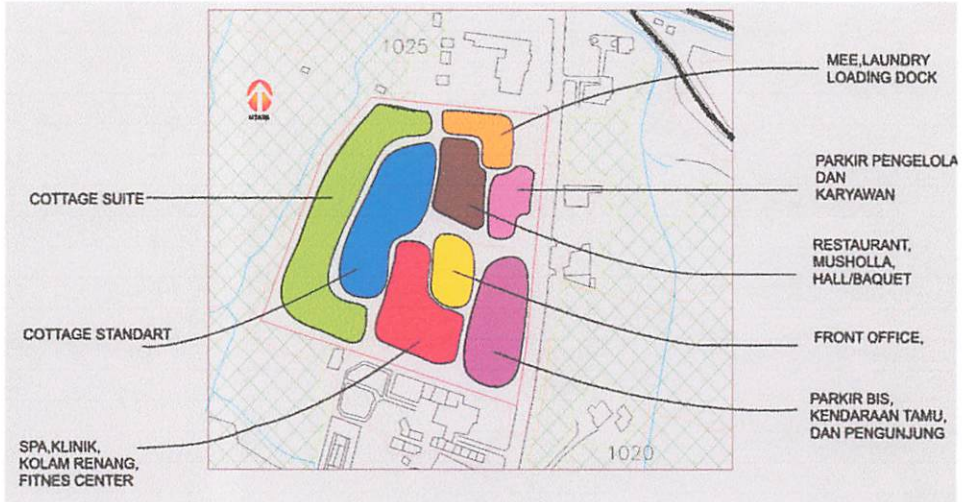 1025
UTARA
MEE,LAUNDRY
LOADING DOCK
PARKIR PENGELOLA
DAN
KARYAWAN
COTTAGE SUITE
RESTAURANT,
MUSHOLLA,
HALL/BAQUET
COTTAGE STANDART
FRONT OFFICE,
PARKIR BIS,
KENDARAAN TAMU,
DAN PENGUNJUNG
SPA,KLINIK,
KOLAM RENANG,
FITNES CENTER
1020